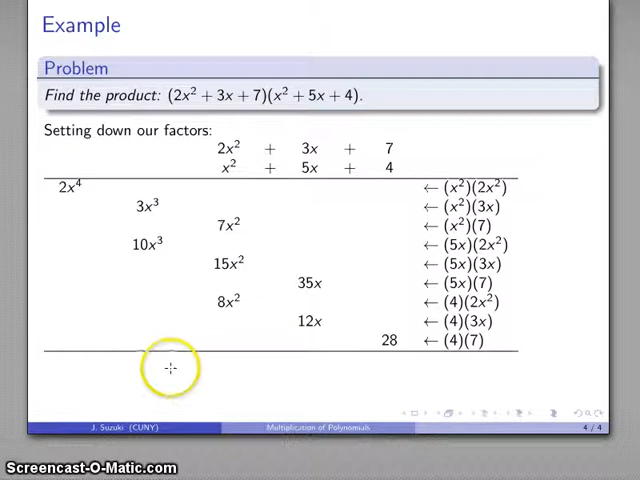 Example
Problem
Find the product: (2x² + 3x + 7)(x² + 5x + 4).
Setting down our factors:
2x² + 3x + 7
x² + 5x + 4
2x⁴ ← (x²)(2x²)
3x³ ← (x²)(3x)
7x² ← (x²)(7)
10x³ ← (5x)(2x²)
15x² ← (5x)(3x)
35x ← (5x)(7)
8x² ← (4)(2x²)
12x ← (4)(3x)
28 ← (4)(7)
J. Suzuki (CUNY) Multiplication of Polynomials 4 / 4
Screencast-O-Matic.com